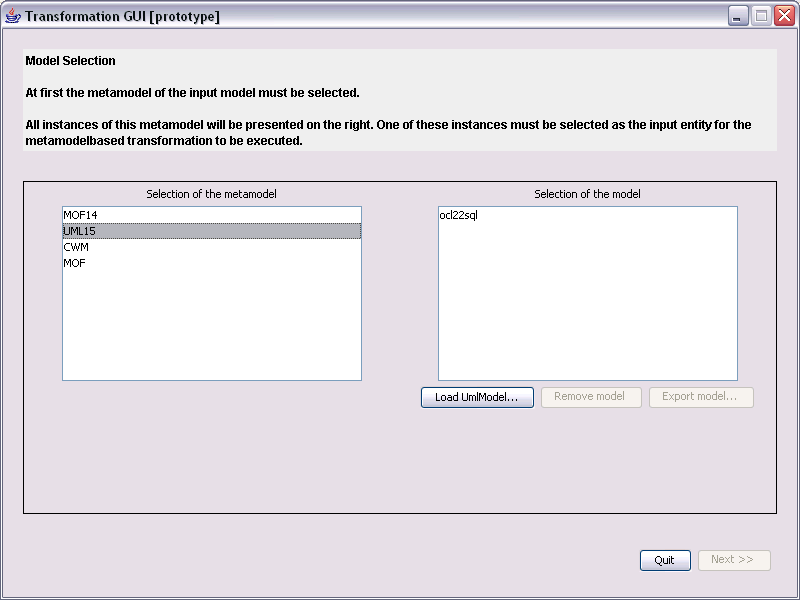 Transformation GUI [prototype]
Model Selection
At first the metamodel of the input model must be selected.
All instances of this metamodel will be presented on the right. One of these instances must be selected as the input entity for the
metamodelbased transformation to be executed.
Selection of the metamodel
MOF14
UML15
CWM
MOF
Selection of the model
ocl22sql
Load UmlModel...
Remove model
Export model...
Quit
Next >>